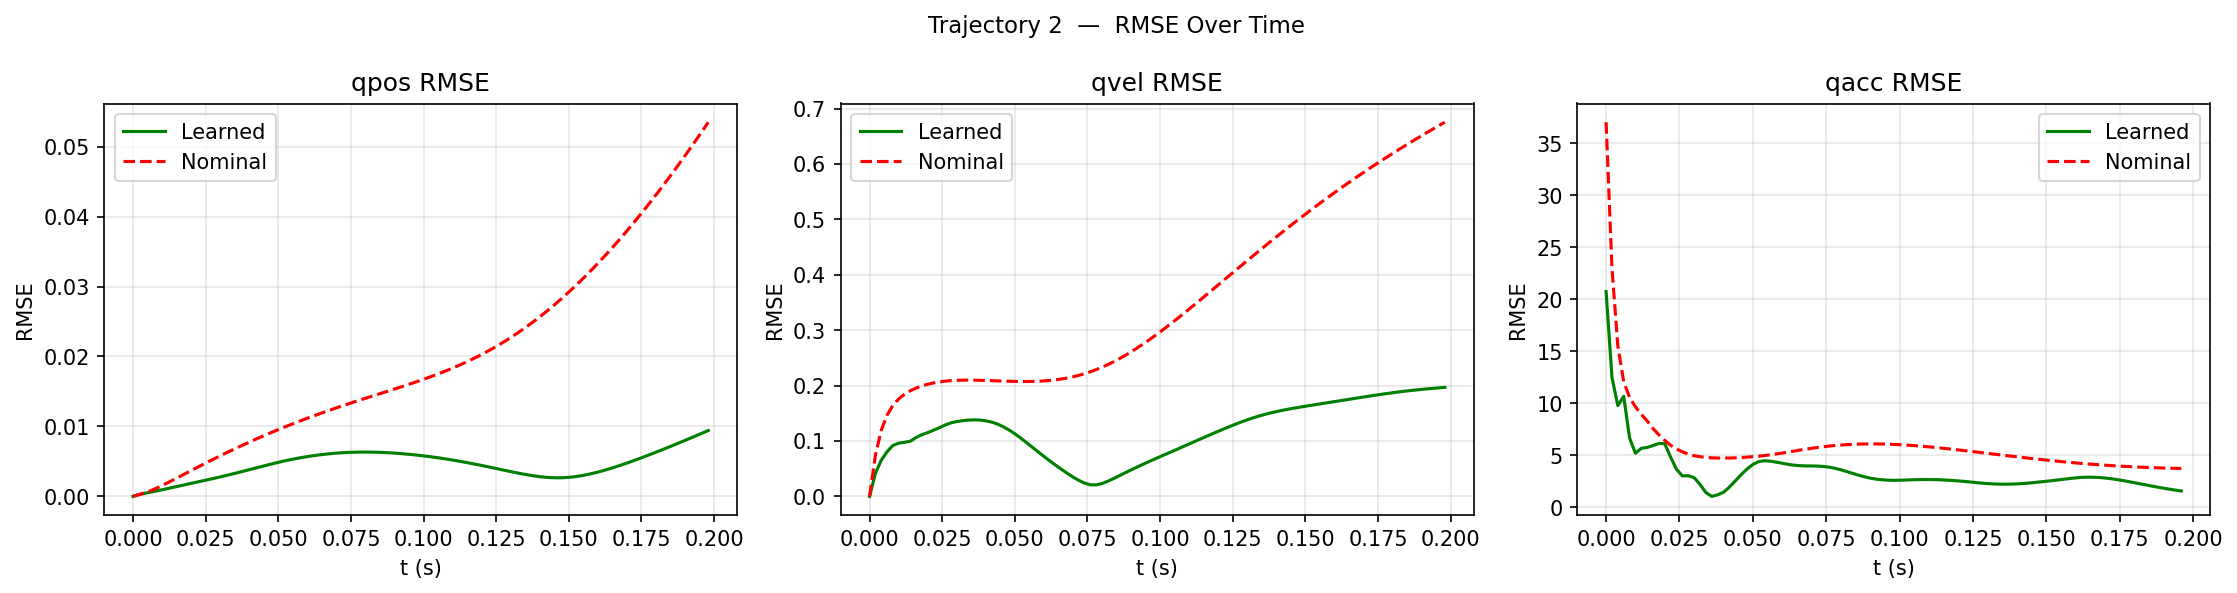 Trajectory 2 — RMSE Over Time
qpos RMSE
RMSE
0.05
0.04
0.03
0.02
0.01
0.00
Learned
Nominal
0.000 0.025 0.050 0.075 0.100 0.125 0.150 0.175 0.200
t (s)
qvel RMSE
RMSE
0.7
0.6
0.5
0.4
0.3
0.2
0.1
0.0
Learned
Nominal
0.000 0.025 0.050 0.075 0.100 0.125 0.150 0.175 0.200
t (s)
qacc RMSE
RMSE
35
30
25
20
15
10
5
0
Learned
Nominal
0.000 0.025 0.050 0.075 0.100 0.125 0.150 0.175 0.200
t (s)